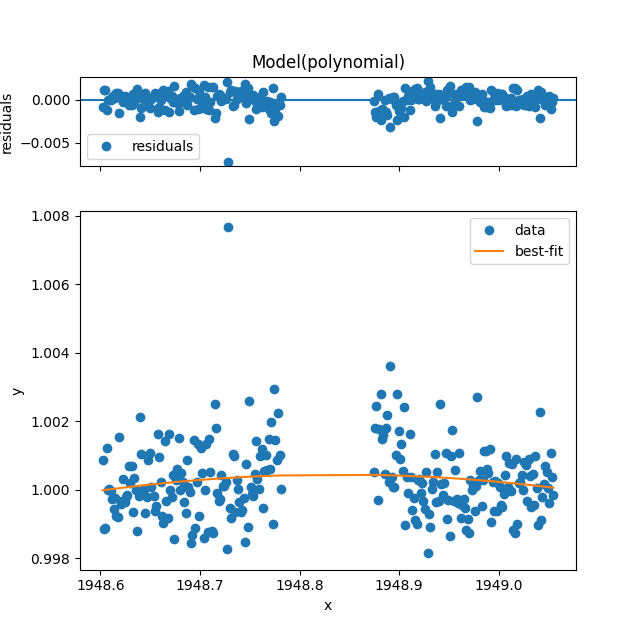 Model(polynomial)
residuals
0.000
−0.005
residuals
1.008
1.006
1.004
1.002
1.000
0.998
y
data
best-fit
1948.6
1948.7
1948.8
1948.9
1949.0
x